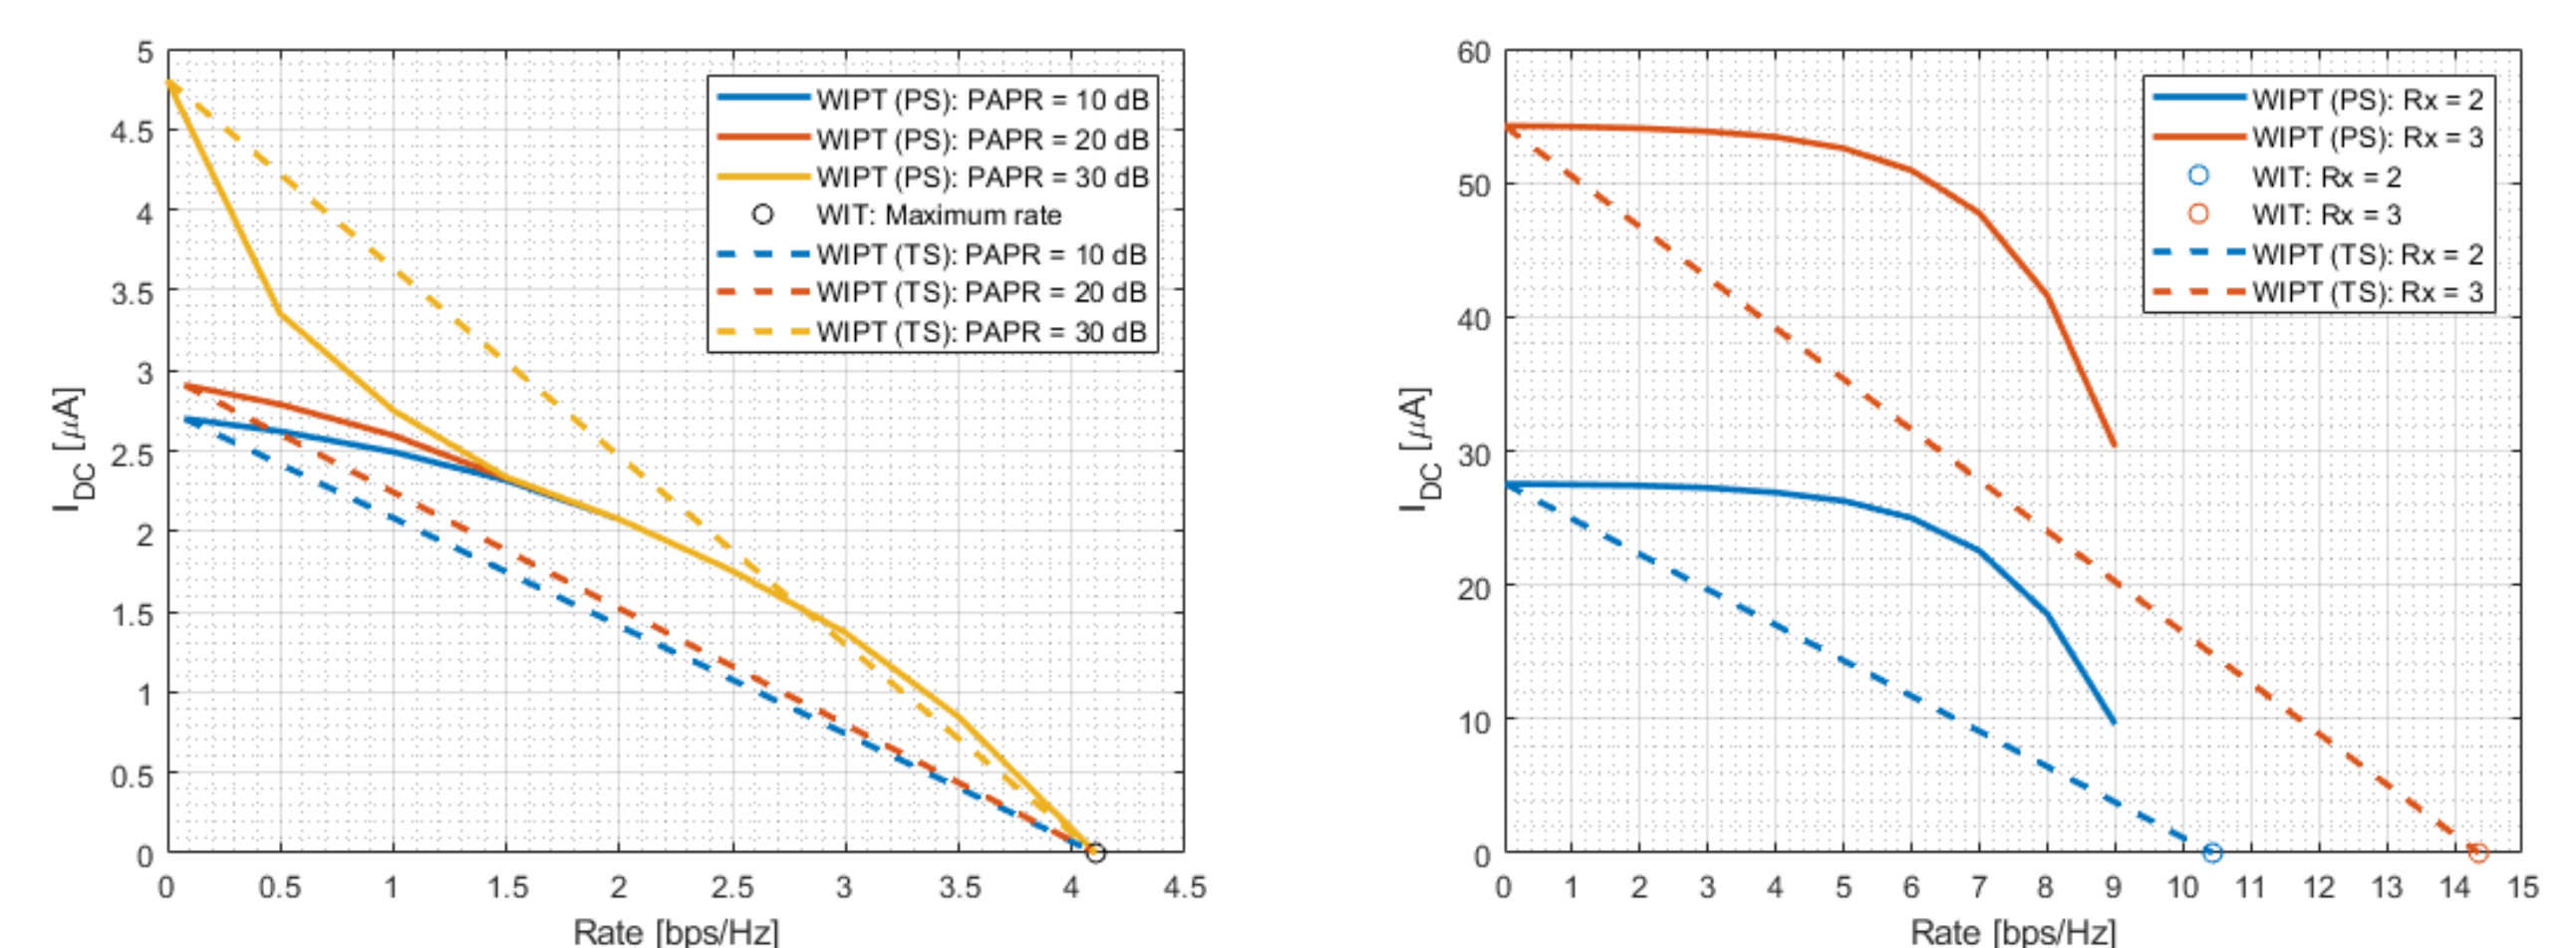 5
4.5
4
3.5
3
2.5
2
1.5
1
0.5
0
I_DC [μA]
WIPT (PS): PAPR = 10 dB
WIPT (PS): PAPR = 20 dB
WIPT (PS): PAPR = 30 dB
WIT: Maximum rate
WIPT (TS): PAPR = 10 dB
WIPT (TS): PAPR = 20 dB
WIPT (TS): PAPR = 30 dB
0 0.5 1 1.5 2 2.5 3 3.5 4 4.5
Rate [bps/Hz]
60
50
40
30
20
10
0
I_DC [μA]
WIPT (PS): Rx = 2
WIPT (PS): Rx = 3
WIT: Rx = 2
WIT: Rx = 3
WIPT (TS): Rx = 2
WIPT (TS): Rx = 3
0 1 2 3 4 5 6 7 8 9 10 11 12 13 14 15
Rate [bps/Hz]